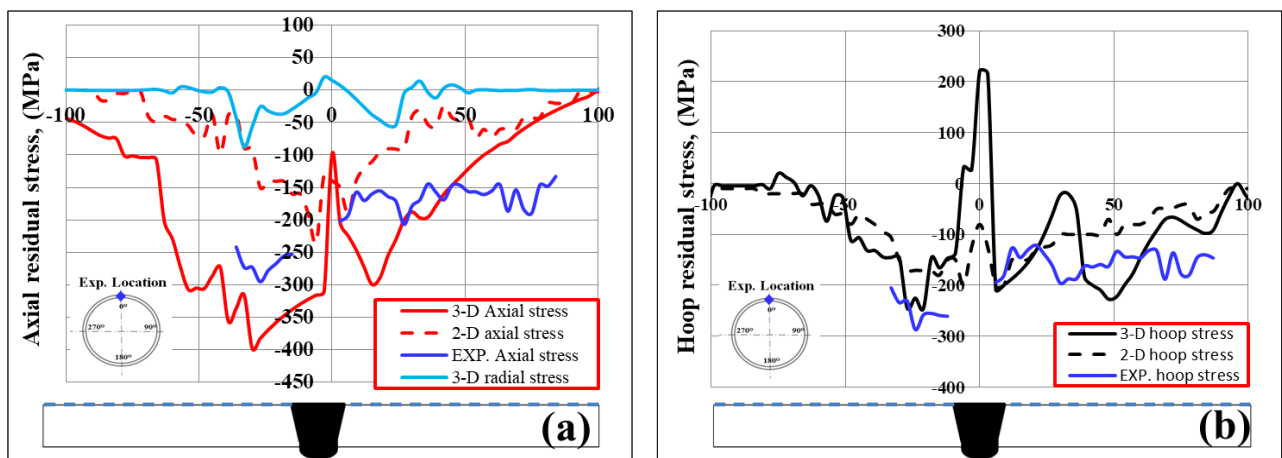 Axial residual stress, (MPa)
100
50
0
-50
-100
-150
-200
-250
-300
-350
-400
-450
-100
-50
0
50
100
Exp. Location
0°
270°
90°
180°
3-D Axial stress
2-D axial stress
EXP. Axial stress
3-D radial stress
(a)
Hoop residual stress, (MPa)
300
200
100
0
-100
-200
-300
-400
-100
-50
0
50
100
Exp. Location
0°
270°
90°
180°
3-D hoop stress
2-D hoop stress
EXP. hoop stress
(b)